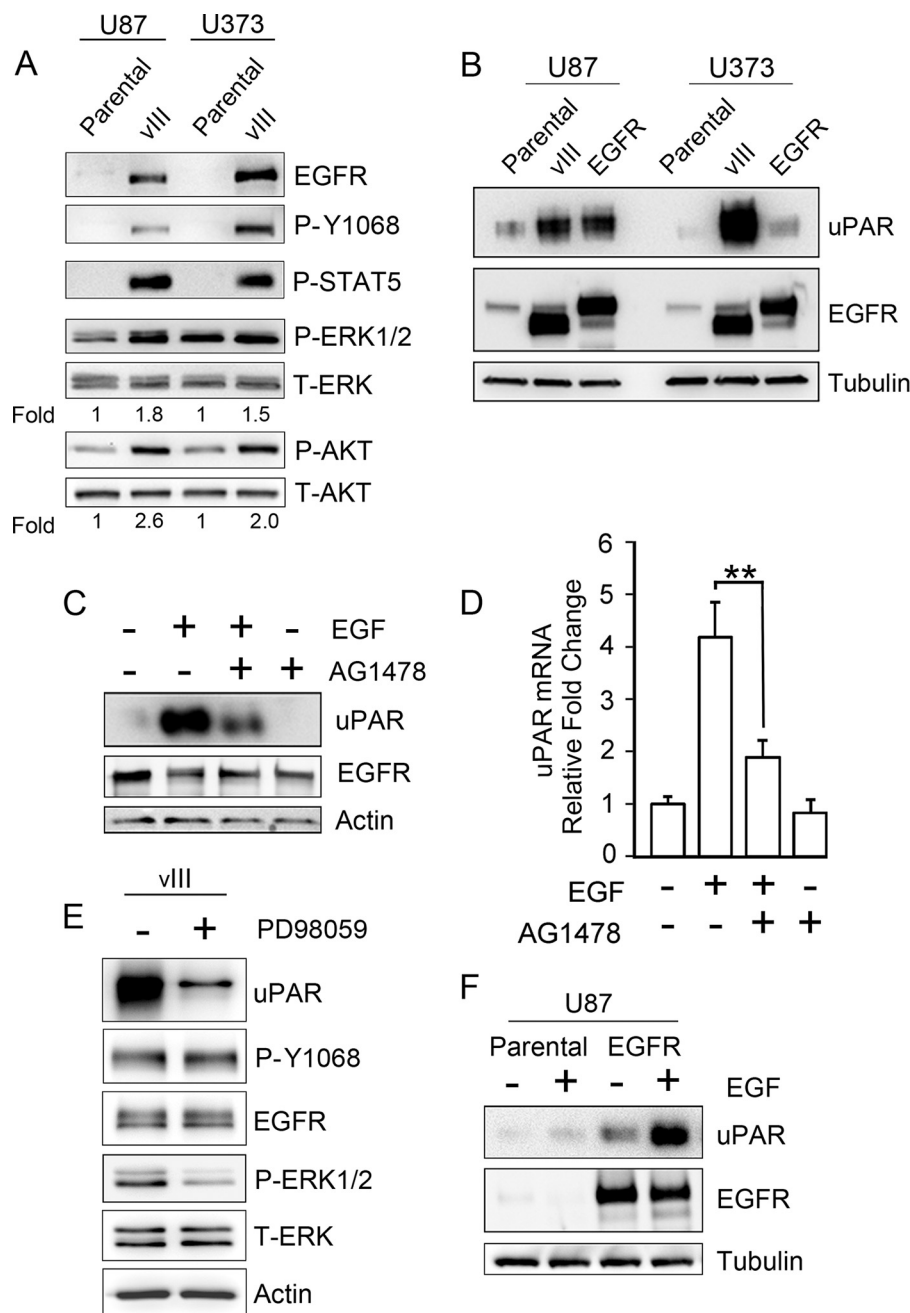 U87 U373
A
Parental vIII Parental vIII
EGFR
P-Y1068
P-STAT5
P-ERK1/2
T-ERK
Fold 1 1.8 1 1.5
P-AKT
T-AKT
Fold 1 2.6 1 2.0
B
U87 U373
Parental vIII EGFR Parental vIII EGFR
uPAR
EGFR
Tubulin
C
- + + - EGF
- - + + AG1478
uPAR
EGFR
Actin
D
uPAR mRNA
Relative Fold Change
6
5
4
3
2
1
0
**
EGF - + + -
AG1478 - - + +
E
vIII
- + PD98059
uPAR
P-Y1068
EGFR
P-ERK1/2
T-ERK
Actin
F
U87
Parental EGFR
- + - + EGF
uPAR
EGFR
Tubulin